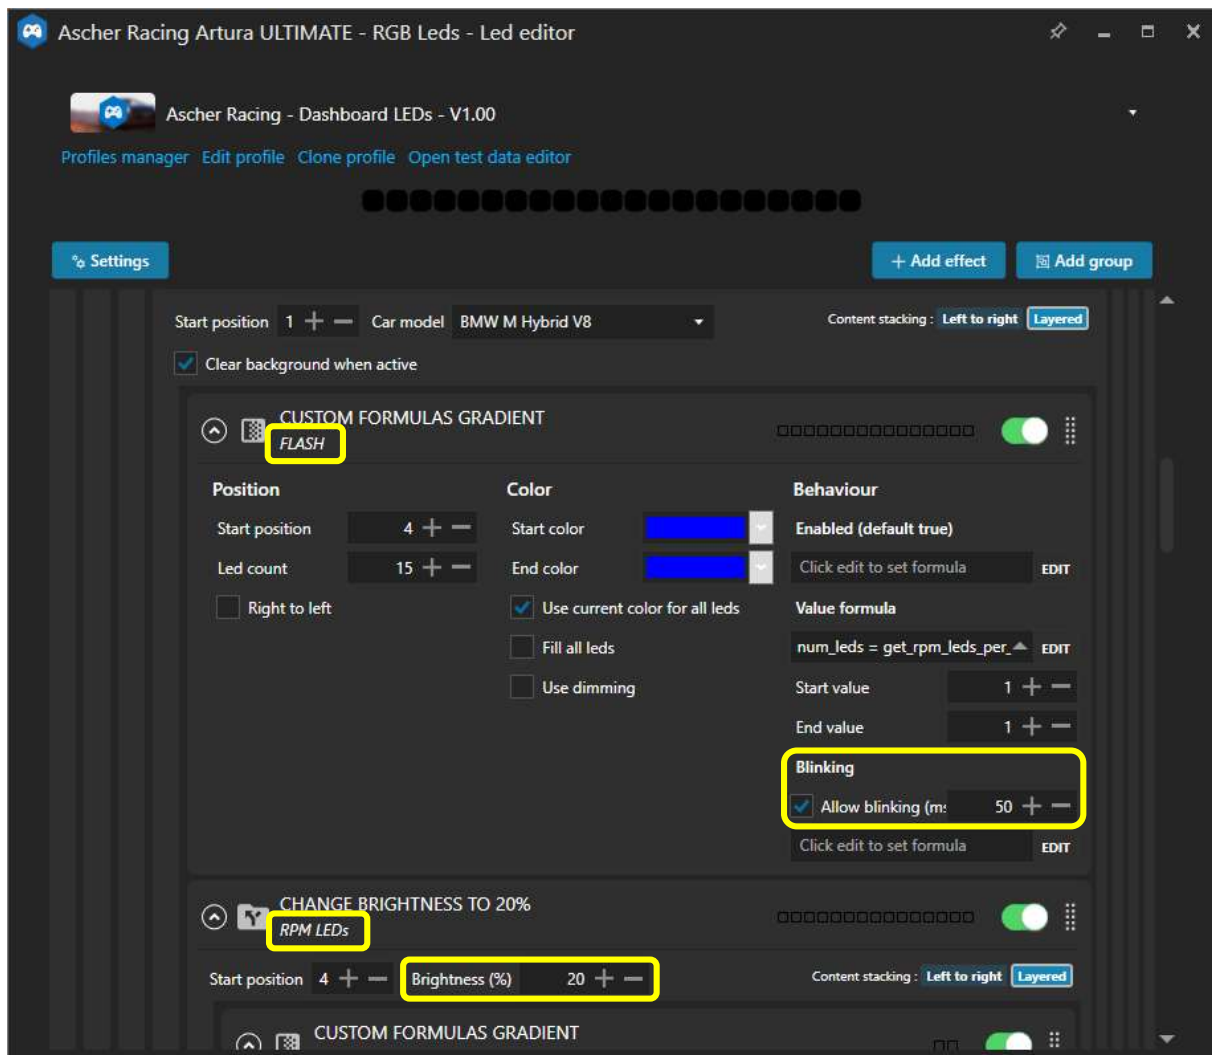 Ascher Racing Artura ULTIMATE - RGB Leds - Led editor
Ascher Racing - Dashboard LEDs - V1.00
Profiles manager Edit profile Clone profile Open test data editor
Settings
Add effect
Add group
Start position 1 Car model BMW M Hybrid V8 Content stacking : Left to right Layered
Clear background when active
CUSTOM FORMULAS GRADIENT
FLASH
Position Color Behaviour
Start position 4 Start color Enabled (default true)
Led count 15 End color Click edit to set formula EDIT
Right to left Use current color for all leds Value formula
Fill all leds num_leds = get_rpm_leds_per_ EDIT
Use dimming Start value 1
End value 1
Blinking
Allow blinking (ms 50
Click edit to set formula EDIT
CHANGE BRIGHTNESS TO 20%
RPM LEDs
Start position 4 Brightness (%) 20 Content stacking : Left to right Layered
CUSTOM FORMULAS GRADIENT